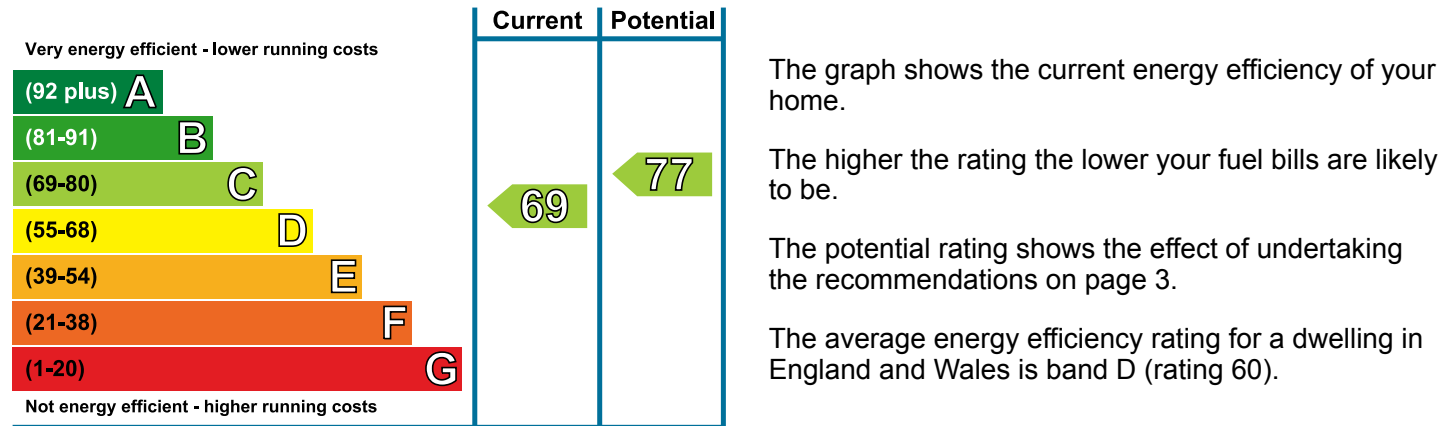 Current Potential
Very energy efficient - lower running costs
(92 plus) A
(81-91) B
(69-80) C
(55-68) D
(39-54) E
(21-38) F
(1-20) G
Not energy efficient - higher running costs
69
77
The graph shows the current energy efficiency of your
home.
The higher the rating the lower your fuel bills are likely
to be.
The potential rating shows the effect of undertaking
the recommendations on page 3.
The average energy efficiency rating for a dwelling in
England and Wales is band D (rating 60).